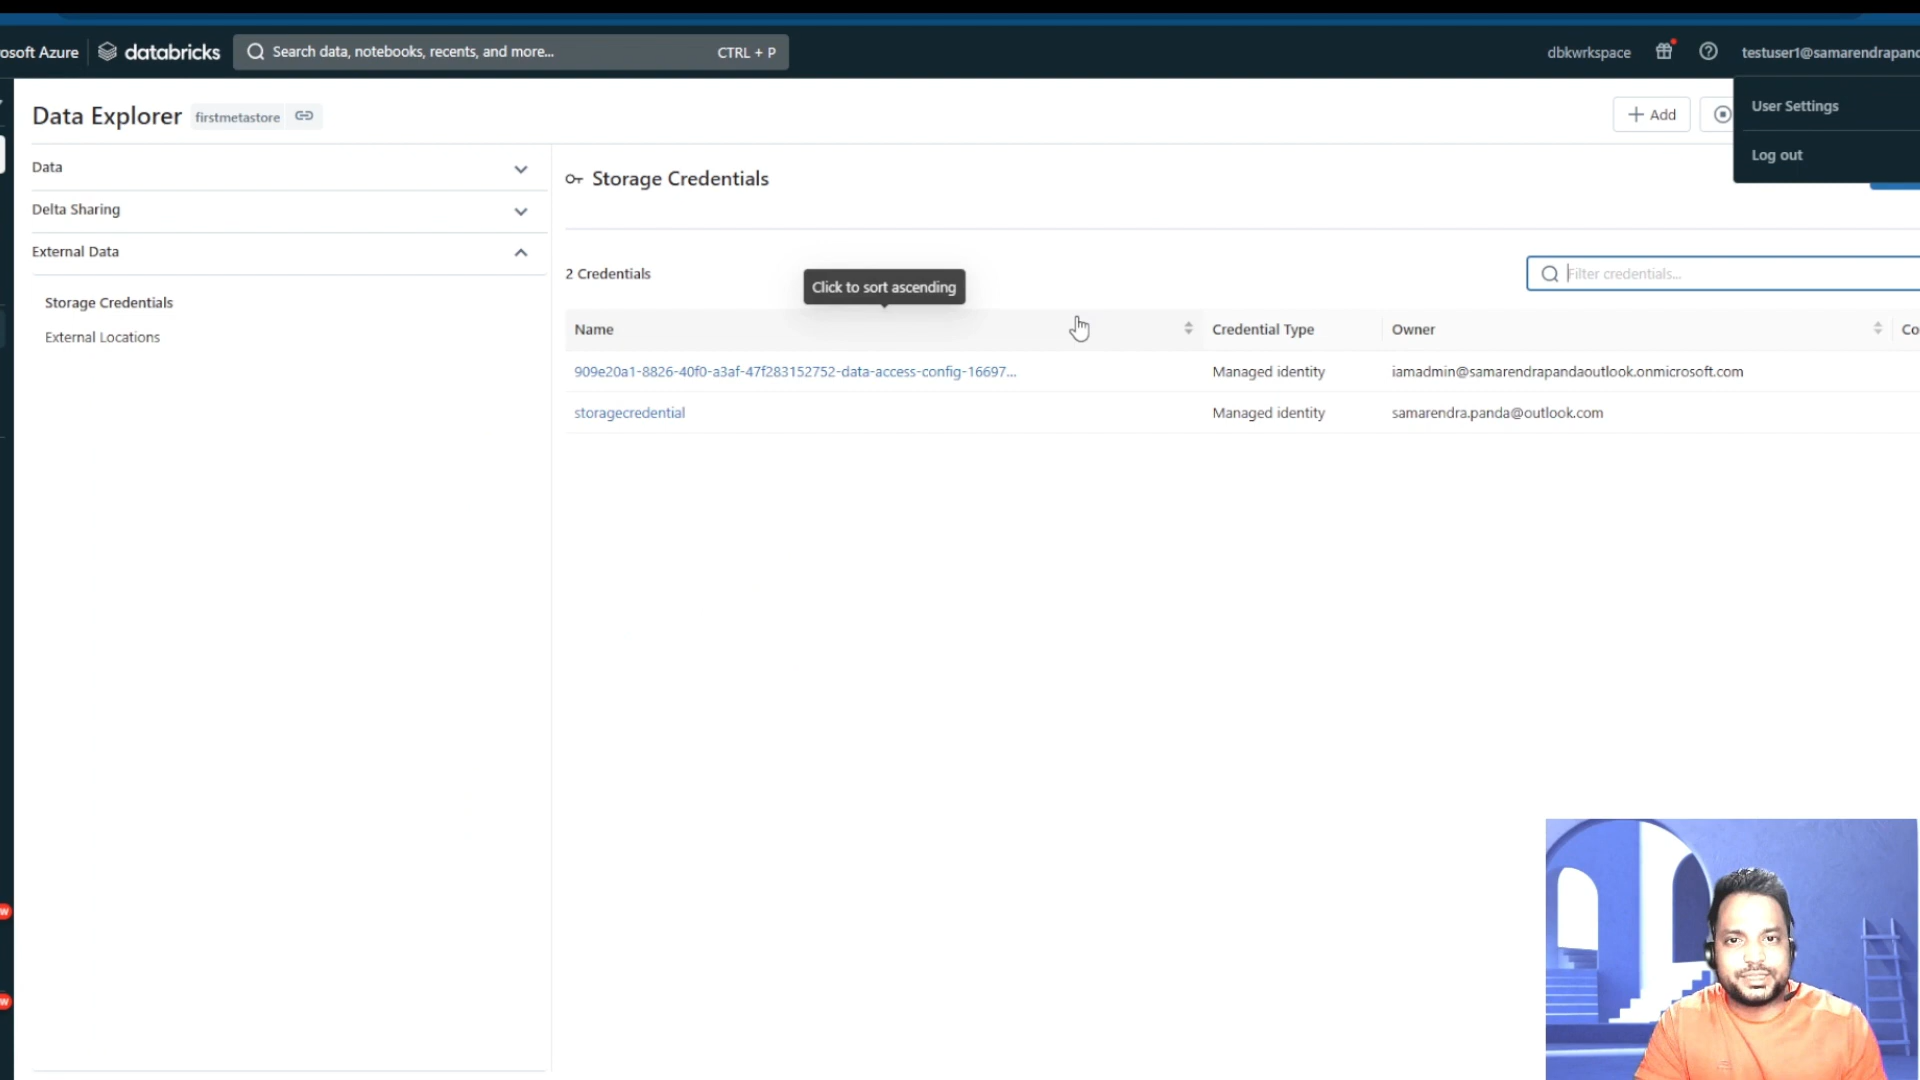 osoft Azure
databricks
Search data, notebooks, recents, and more...
CTRL + P
dbkwrkspace
testuser1@samarendrapand
User Settings
Log out
Data Explorer
firstmetastore
+ Add
Data
Delta Sharing
External Data
Storage Credentials
External Locations
Storage Credentials
2 Credentials
Click to sort ascending
Filter credentials...
Name
Credential Type
Owner
Co
909e20a1-8826-40f0-a3af-47f283152752-data-access-config-16697...
Managed identity
iamadmin@samarendrapandaoutlook.onmicrosoft.com
storagecredential
Managed identity
samarendra.panda@outlook.com